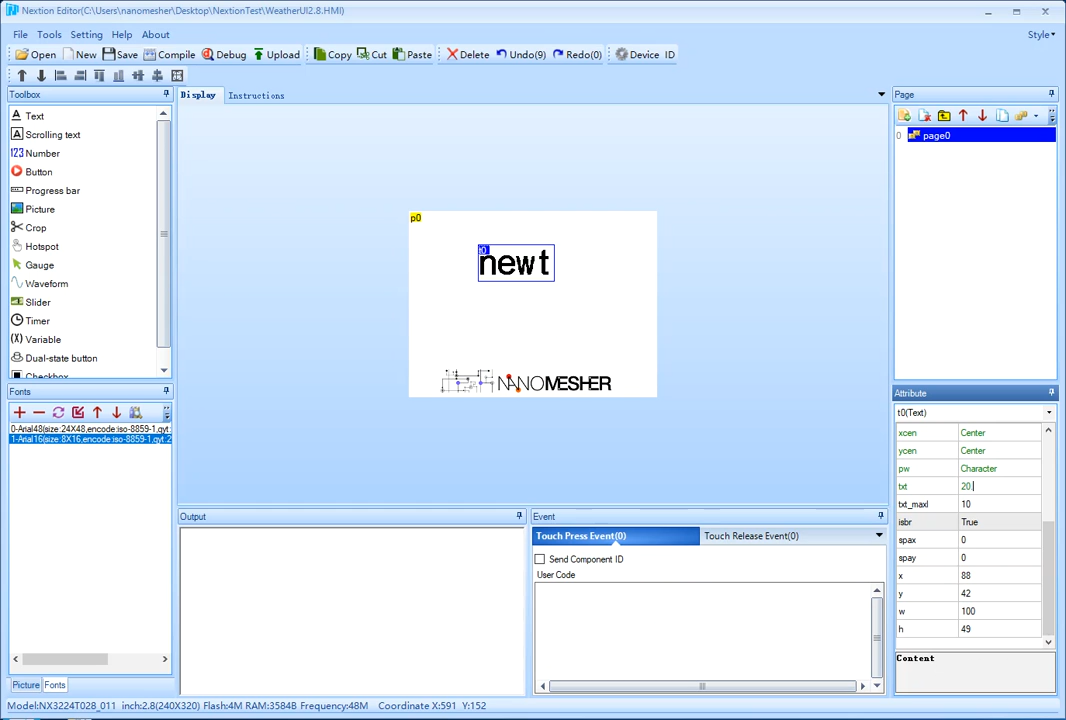 Nextion Editor(C:\Users\nanomesher\Desktop\NextionTest\WeatherUI2.8.HMI)
File Tools Setting Help About Style
Open New Save Compile Debug Upload Copy Cut Paste Delete Undo(9) Redo(0) Device ID
Toolbox
Text
Scrolling text
123 Number
Button
Progress bar
Picture
Crop
Hotspot
Gauge
Waveform
Slider
Timer
(X) Variable
Dual-state button
Checkbox
Fonts
0-Arial48(size:24X48,encode:iso-8859-1,qyt:
1-Arial16(size:8X16,encode:iso-8859-1,qyt:2
Picture Fonts
Display Instructions
p0
t0
newt
NANOMESHER
Output
Event
Touch Press Event(0) Touch Release Event(0)
Send Component ID
User Code
Page
0 page0
Attribute
t0(Text)
xcen Center
ycen Center
pw Character
txt 20.
txt_maxl 10
isbr True
spax 0
spay 0
x 88
y 42
w 100
h 49
Content
Model:NX3224T028_011 inch:2.8(240X320) Flash:4M RAM:3584B Frequency:48M Coordinate X:591 Y:152